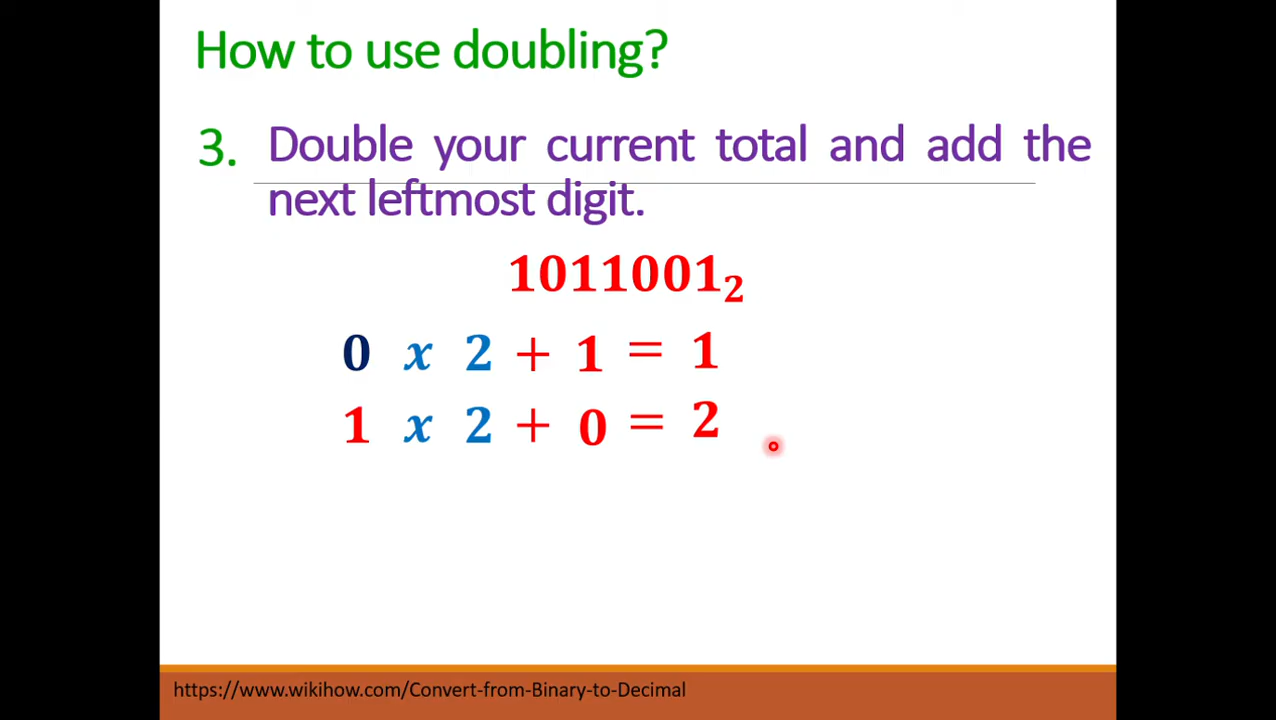 How to use doubling?
3. Double your current total and add the
next leftmost digit.
1011001₂
0 x 2 + 1 = 1
1 x 2 + 0 = 2
https://www.wikihow.com/Convert-from-Binary-to-Decimal